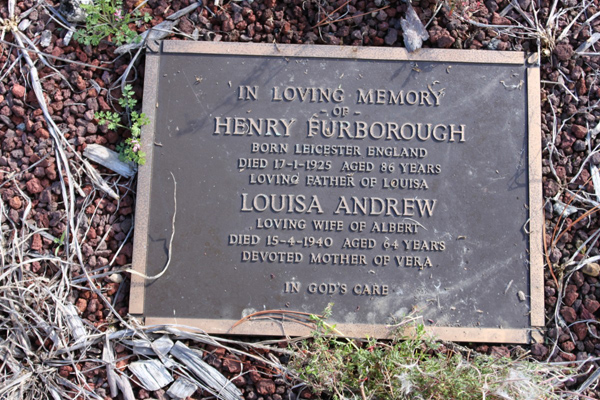 IN LOVING MEMORY
- OF -
HENRY FURBOROUGH
BORN LEICESTER ENGLAND
DIED 17-1-1925 AGED 86 YEARS
LOVING FATHER OF LOUISA
LOUISA ANDREW
LOVING WIFE OF ALBERT
DIED 15-4-1940 AGED 64 YEARS
DEVOTED MOTHER OF VERA
IN GOD'S CARE